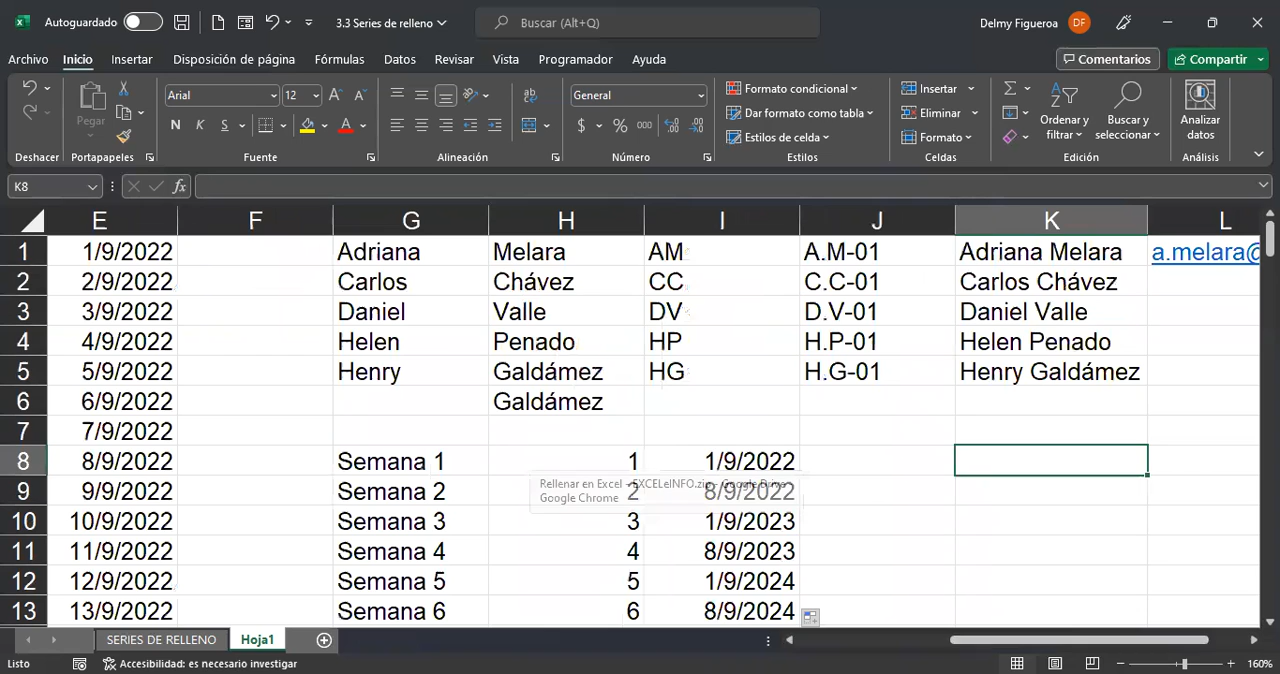 Autoguardado 3.3 Series de relleno Buscar (Alt+Q) Delmy Figueroa DF
Archivo Inicio Insertar Disposición de página Fórmulas Datos Revisar Vista Programador Ayuda Comentarios Compartir
Pegar Arial 12 General Formato condicional Insertar
Dar formato como tabla Eliminar Ordenar y filtrar Buscar y seleccionar Analizar datos
N K S A $ % 000 Estilos de celda Formato
Deshacer Portapapeles Fuente Alineación Número Estilos Celdas Edición Análisis
K8 fx
E F G H I J K L
1 1/9/2022 Adriana Melara AM A.M-01 Adriana Melara a.melara@
2 2/9/2022 Carlos Chávez CC C.C-01 Carlos Chávez
3 3/9/2022 Daniel Valle DV D.V-01 Daniel Valle
4 4/9/2022 Helen Penado HP H.P-01 Helen Penado
5 5/9/2022 Henry Galdámez HG H.G-01 Henry Galdámez
6 6/9/2022 Galdámez
7 7/9/2022
8 8/9/2022 Semana 1 1 1/9/2022
Rellenar en Excel - EXCELeINFO.zip - Google Drive -
Google Chrome
9 9/9/2022 Semana 2 2 8/9/2022
10 10/9/2022 Semana 3 3 1/9/2023
11 11/9/2022 Semana 4 4 8/9/2023
12 12/9/2022 Semana 5 5 1/9/2024
13 13/9/2022 Semana 6 6 8/9/2024
SERIES DE RELLENO Hoja1
Listo Accesibilidad: es necesario investigar 160%